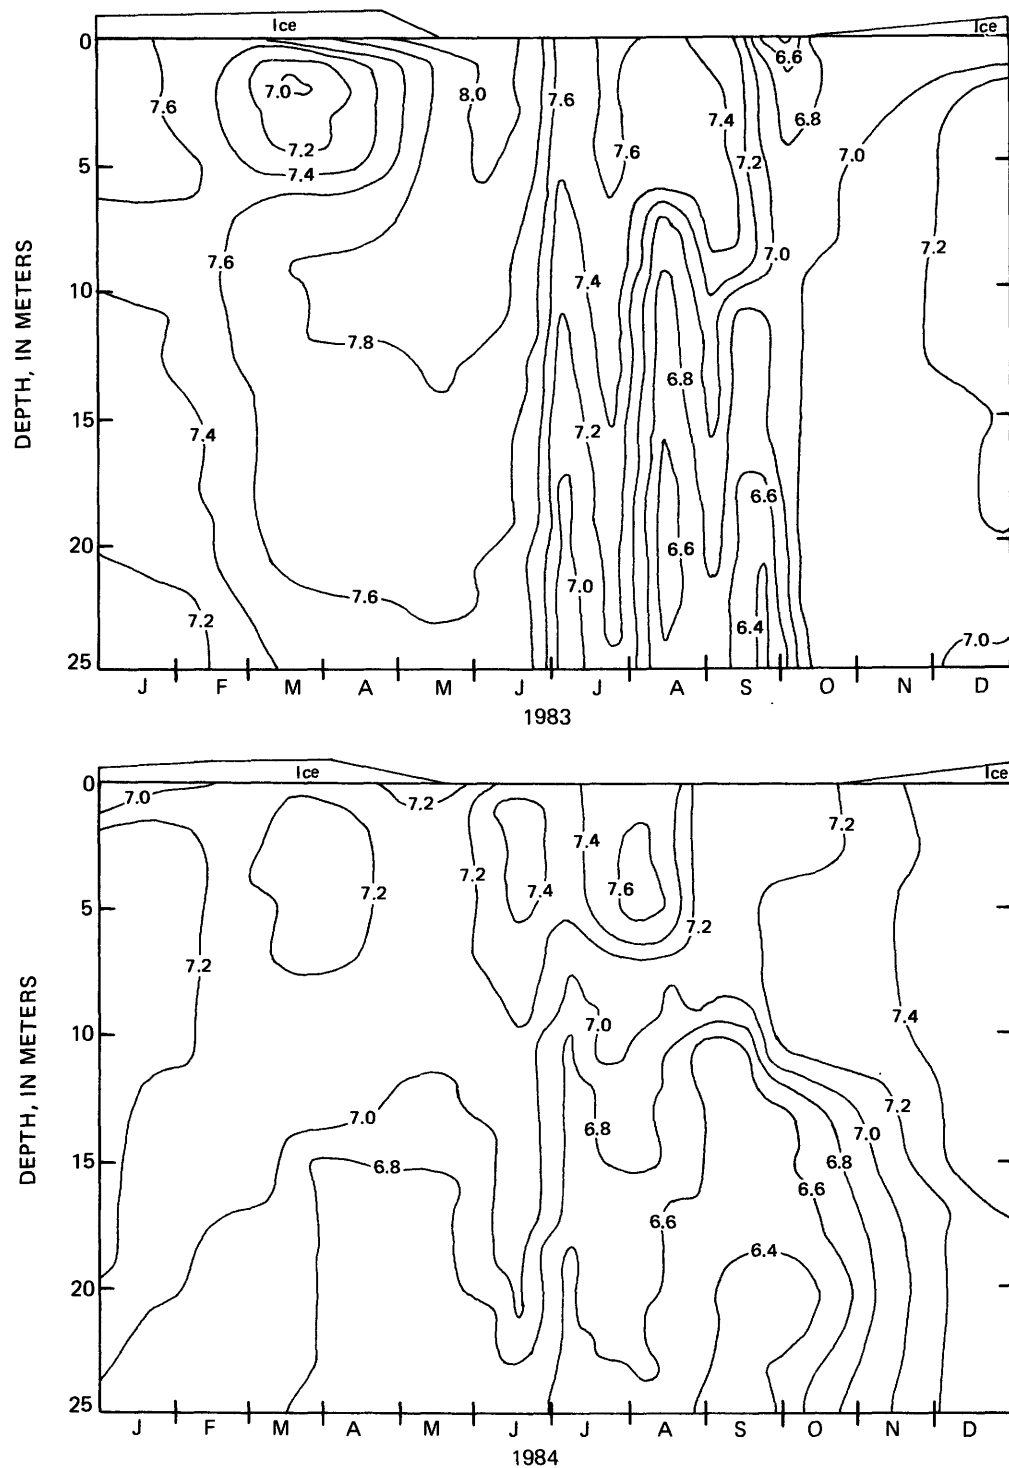 Ice Ice
0
6.6
7.0 8.0 7.6
7.6 7.4 6.8
7.2 7.6 7.2 7.0
5 7.4
7.6 7.0 7.2
7.4
10
7.8
6.8
15
7.4 7.2
6.6
20 6.6
7.6 7.0
7.2 6.4
7.0
25
DEPTH, IN METERS
J F M A M J J A S O N D
1983
Ice Ice
0
7.0 7.2
7.2
7.4
7.2 7.2 7.4 7.6
5
7.2
7.2
10 7.0 7.4
7.0 7.2
6.8 7.0
15 6.8 6.8
6.6
6.6
6.4
20
25
DEPTH, IN METERS
J F M A M J J A S O N D
1984